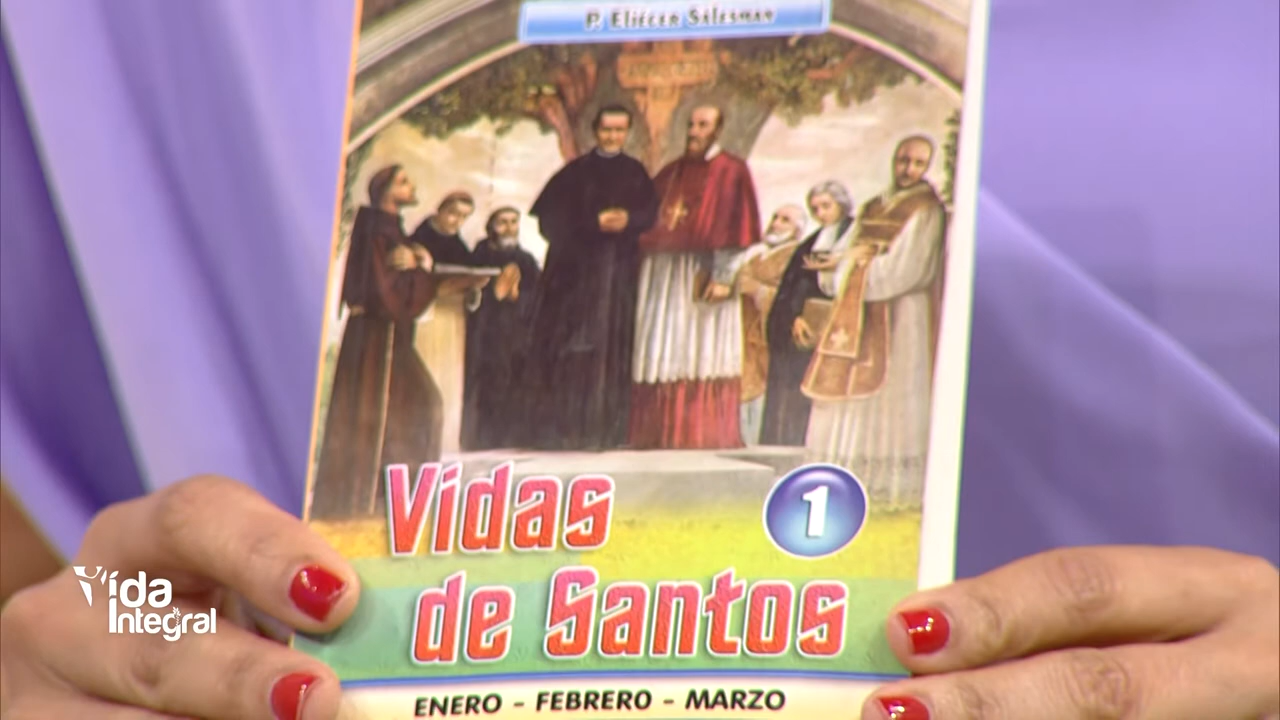 P. Eliécer Sálesman
Vidas
1
de Santos
ENERO - FEBRERO - MARZO
Vida
Integral